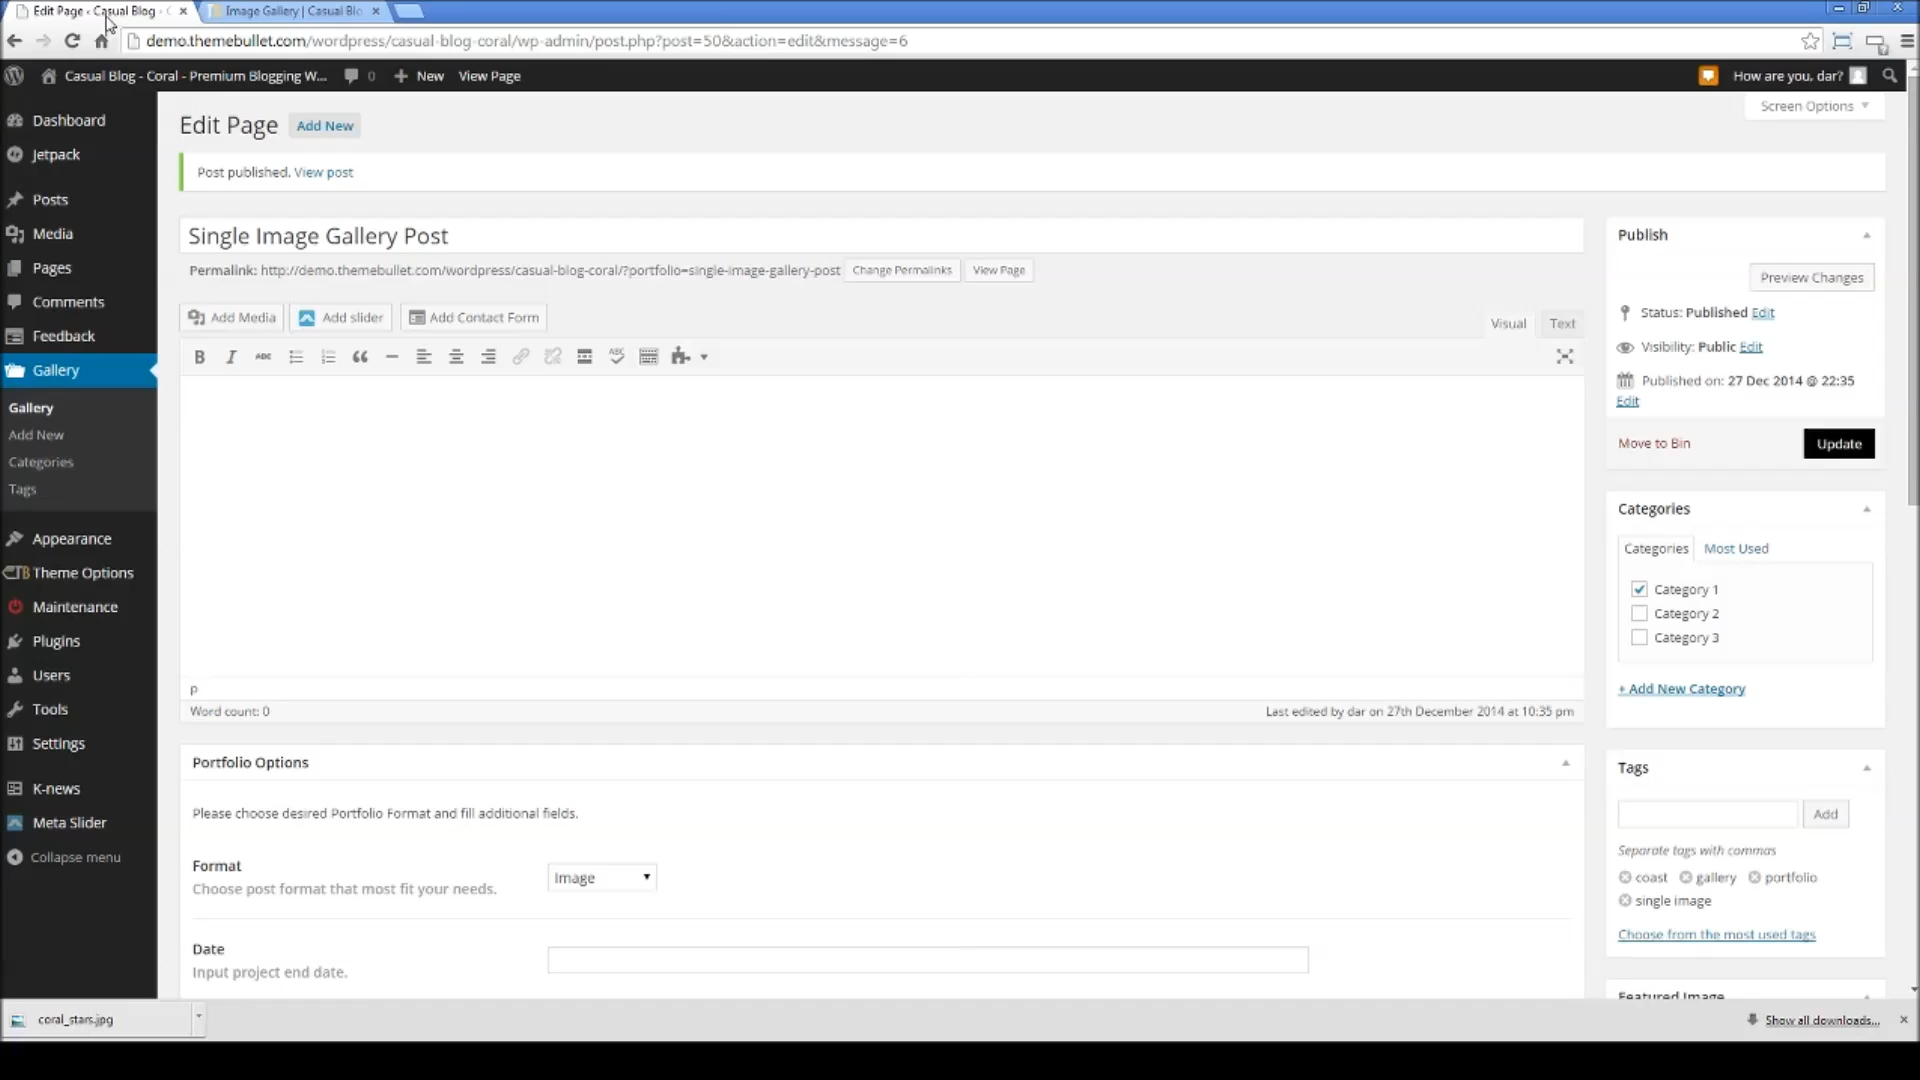 Edit Page ‹ Casual Blog - C
Image Gallery | Casual Blo
demo.themebullet.com/wordpress/casual-blog-coral/wp-admin/post.php?post=50&action=edit&message=6
Casual Blog - Coral - Premium Blogging W...
0
New
View Page
How are you, dar?
Screen Options
Dashboard
Jetpack
Posts
Media
Pages
Comments
Feedback
Gallery
Gallery
Add New
Categories
Tags
Appearance
Theme Options
Maintenance
Plugins
Users
Tools
Settings
K-news
Meta Slider
Collapse menu
Edit Page
Add New
Post published. View post
Single Image Gallery Post
Permalink: http://demo.themebullet.com/wordpress/casual-blog-coral/?portfolio=single-image-gallery-post
Change Permalinks
View Page
Add Media
Add slider
Add Contact Form
Visual
Text
B I ABC
ABC
p
Word count: 0
Last edited by dar on 27th December 2014 at 10:35 pm
Portfolio Options
Please choose desired Portfolio Format and fill additional fields.
Format
Choose post format that most fit your needs.
Image
Date
Input project end date.
Publish
Preview Changes
Status: Published Edit
Visibility: Public Edit
Published on: 27 Dec 2014 @ 22:35
Edit
Move to Bin
Update
Categories
Categories
Most Used
Category 1
Category 2
Category 3
+ Add New Category
Tags
Add
Separate tags with commas
coast
gallery
portfolio
single image
Choose from the most used tags
Featured Image
coral_stars.jpg
Show all downloads...